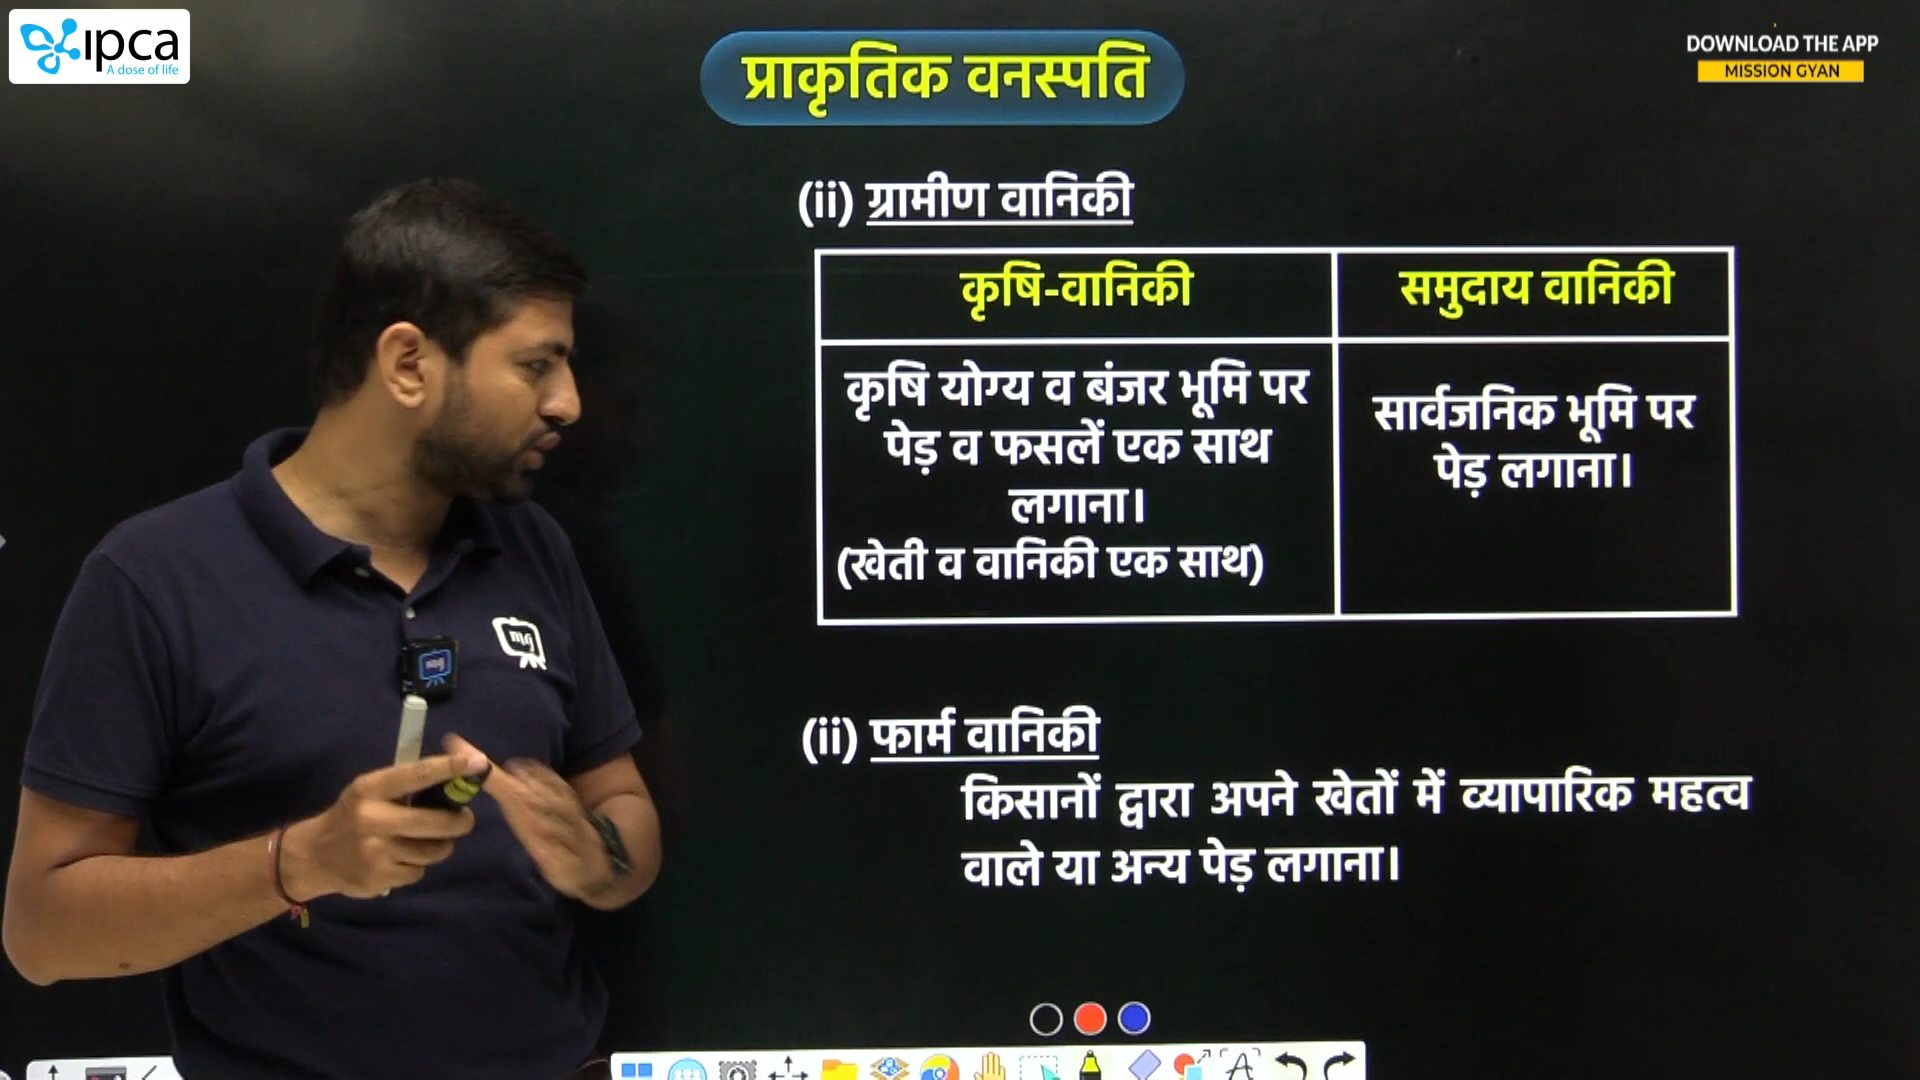 ipca
A dose of life
DOWNLOAD THE APP
MISSION GYAN
प्राकृतिक वनस्पति
(ii) ग्रामीण वानिकी
कृषि-वानिकी
समुदाय वानिकी
कृषि योग्य व बंजर भूमि पर
पेड़ व फसलें एक साथ
लगाना।
(खेती व वानिकी एक साथ)
सार्वजनिक भूमि पर
पेड़ लगाना।
(ii) फार्म वानिकी
किसानों द्वारा अपने खेतों में व्यापारिक महत्व
वाले या अन्य पेड़ लगाना।
mg